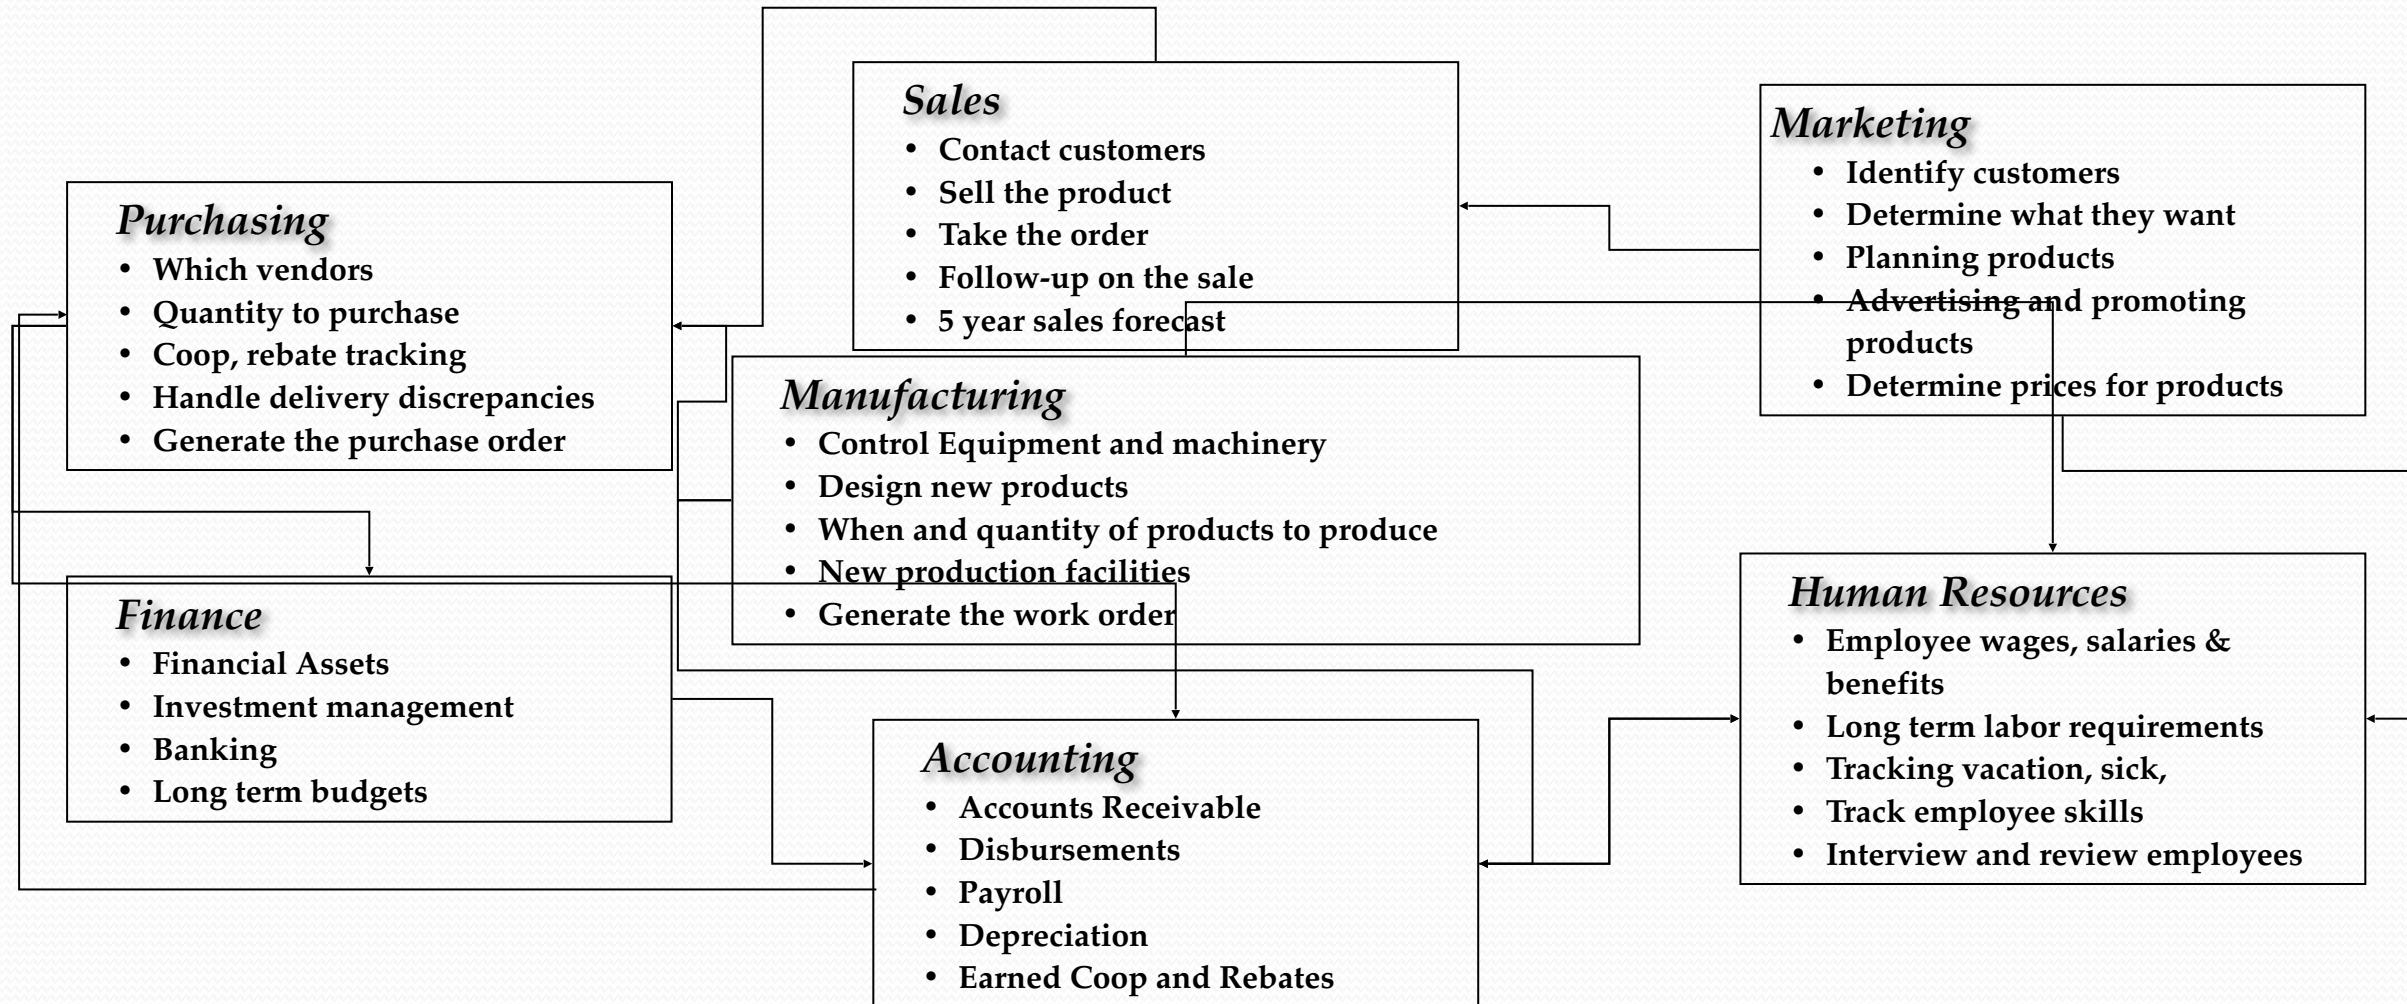 Sales
• Contact customers
• Sell the product
• Take the order
• Follow-up on the sale
• 5 year sales forecast
Marketing
• Identify customers
• Determine what they want
• Planning products
• Advertising and promoting
products
• Determine prices for products
Purchasing
• Which vendors
• Quantity to purchase
• Coop, rebate tracking
• Handle delivery discrepancies
• Generate the purchase order
Manufacturing
• Control Equipment and machinery
• Design new products
• When and quantity of products to produce
• New production facilities
• Generate the work order
Finance
• Financial Assets
• Investment management
• Banking
• Long term budgets
Human Resources
• Employee wages, salaries &
benefits
• Long term labor requirements
• Tracking vacation, sick,
• Track employee skills
• Interview and review employees
Accounting
• Accounts Receivable
• Disbursements
• Payroll
• Depreciation
• Earned Coop and Rebates